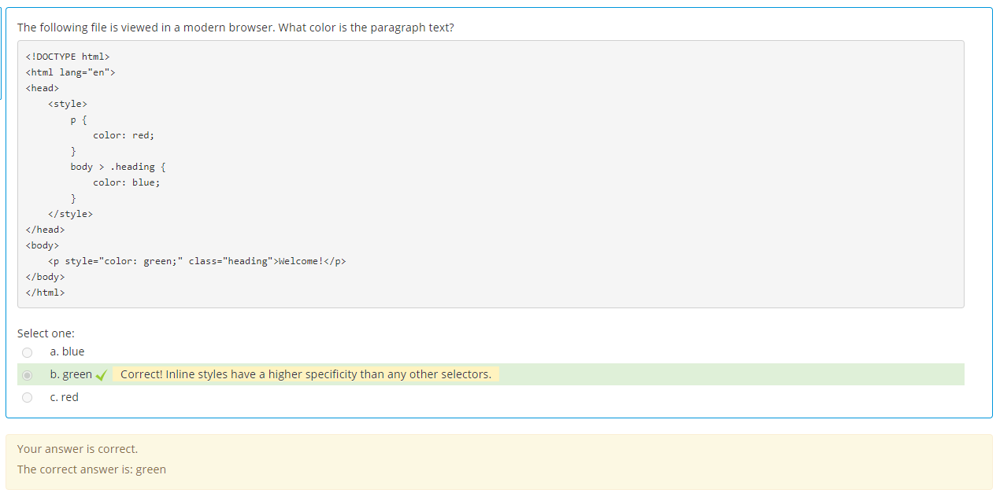 The following file is viewed in a modern browser. What color is the paragraph text?
<!DOCTYPE html>
<html lang="en">
<head>
    <style>
        p {
            color: red;
        }
        body > .heading {
            color: blue;
        }
    </style>
</head>
<body>
    <p style="color: green;" class="heading">Welcome!</p>
</body>
</html>
Select one:
a. blue
b. green Correct! Inline styles have a higher specificity than any other selectors.
c. red
Your answer is correct.
The correct answer is: green